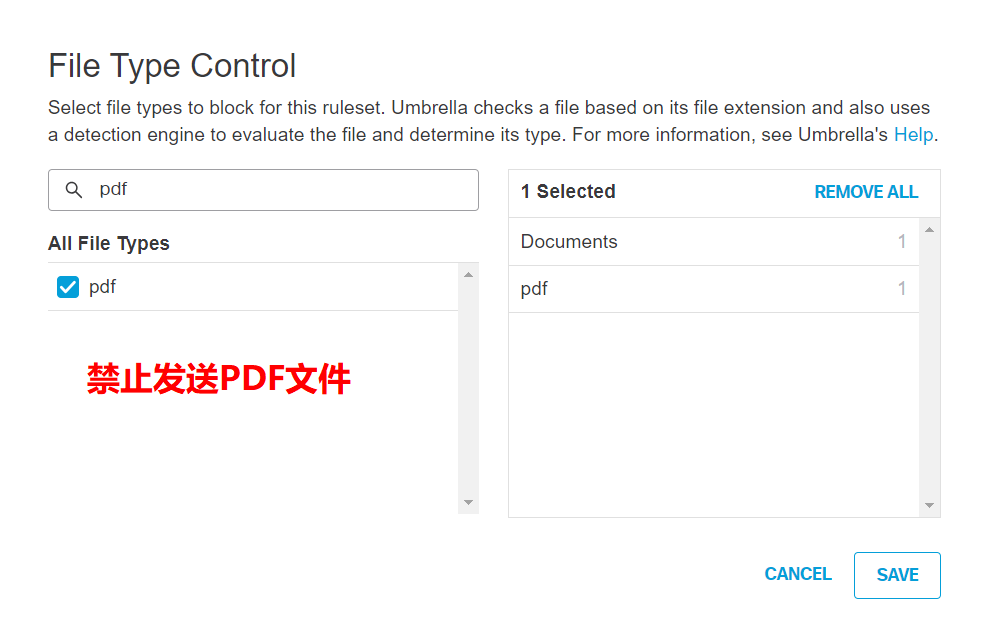 File Type Control
Select file types to block for this ruleset. Umbrella checks a file based on its file extension and also uses
a detection engine to evaluate the file and determine its type. For more information, see Umbrella's Help.
pdf
1 Selected
REMOVE ALL
All File Types
pdf
Documents 1
pdf 1
禁止发送PDF文件
CANCEL
SAVE